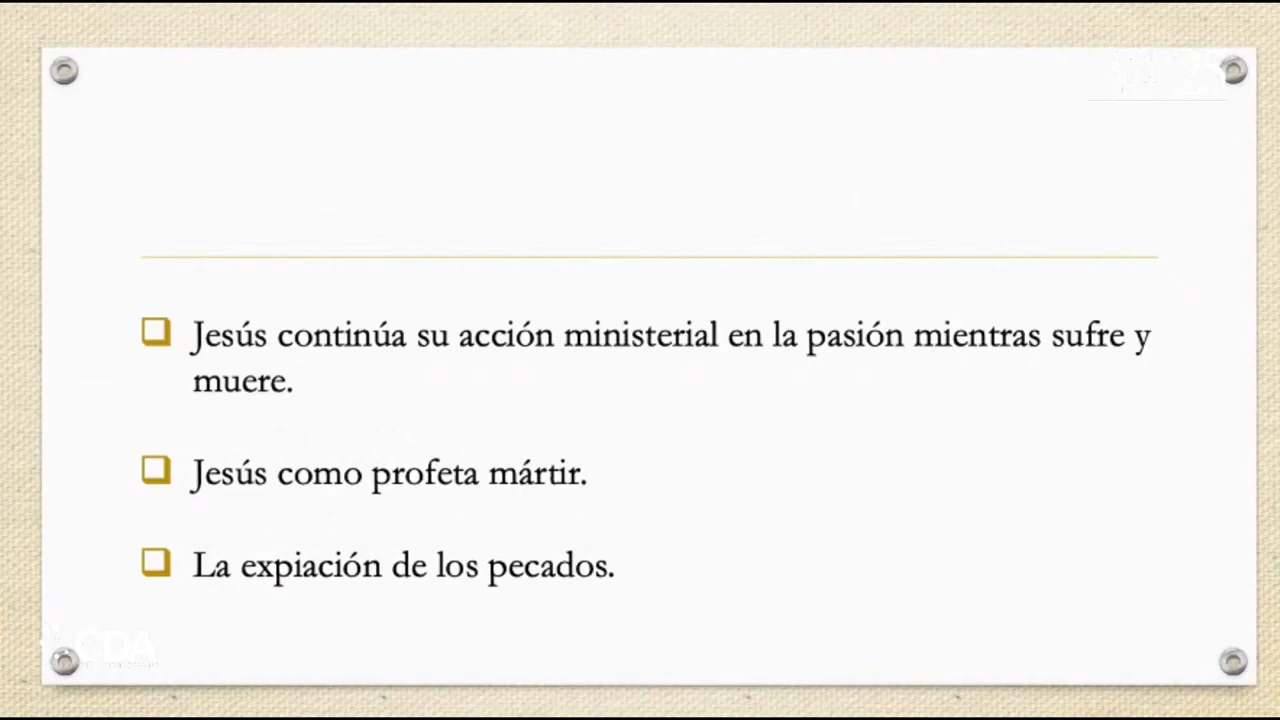 Jesús continúa su acción ministerial en la pasión mientras sufre y
muere.
Jesús como profeta mártir.
La expiación de los pecados.
CDA